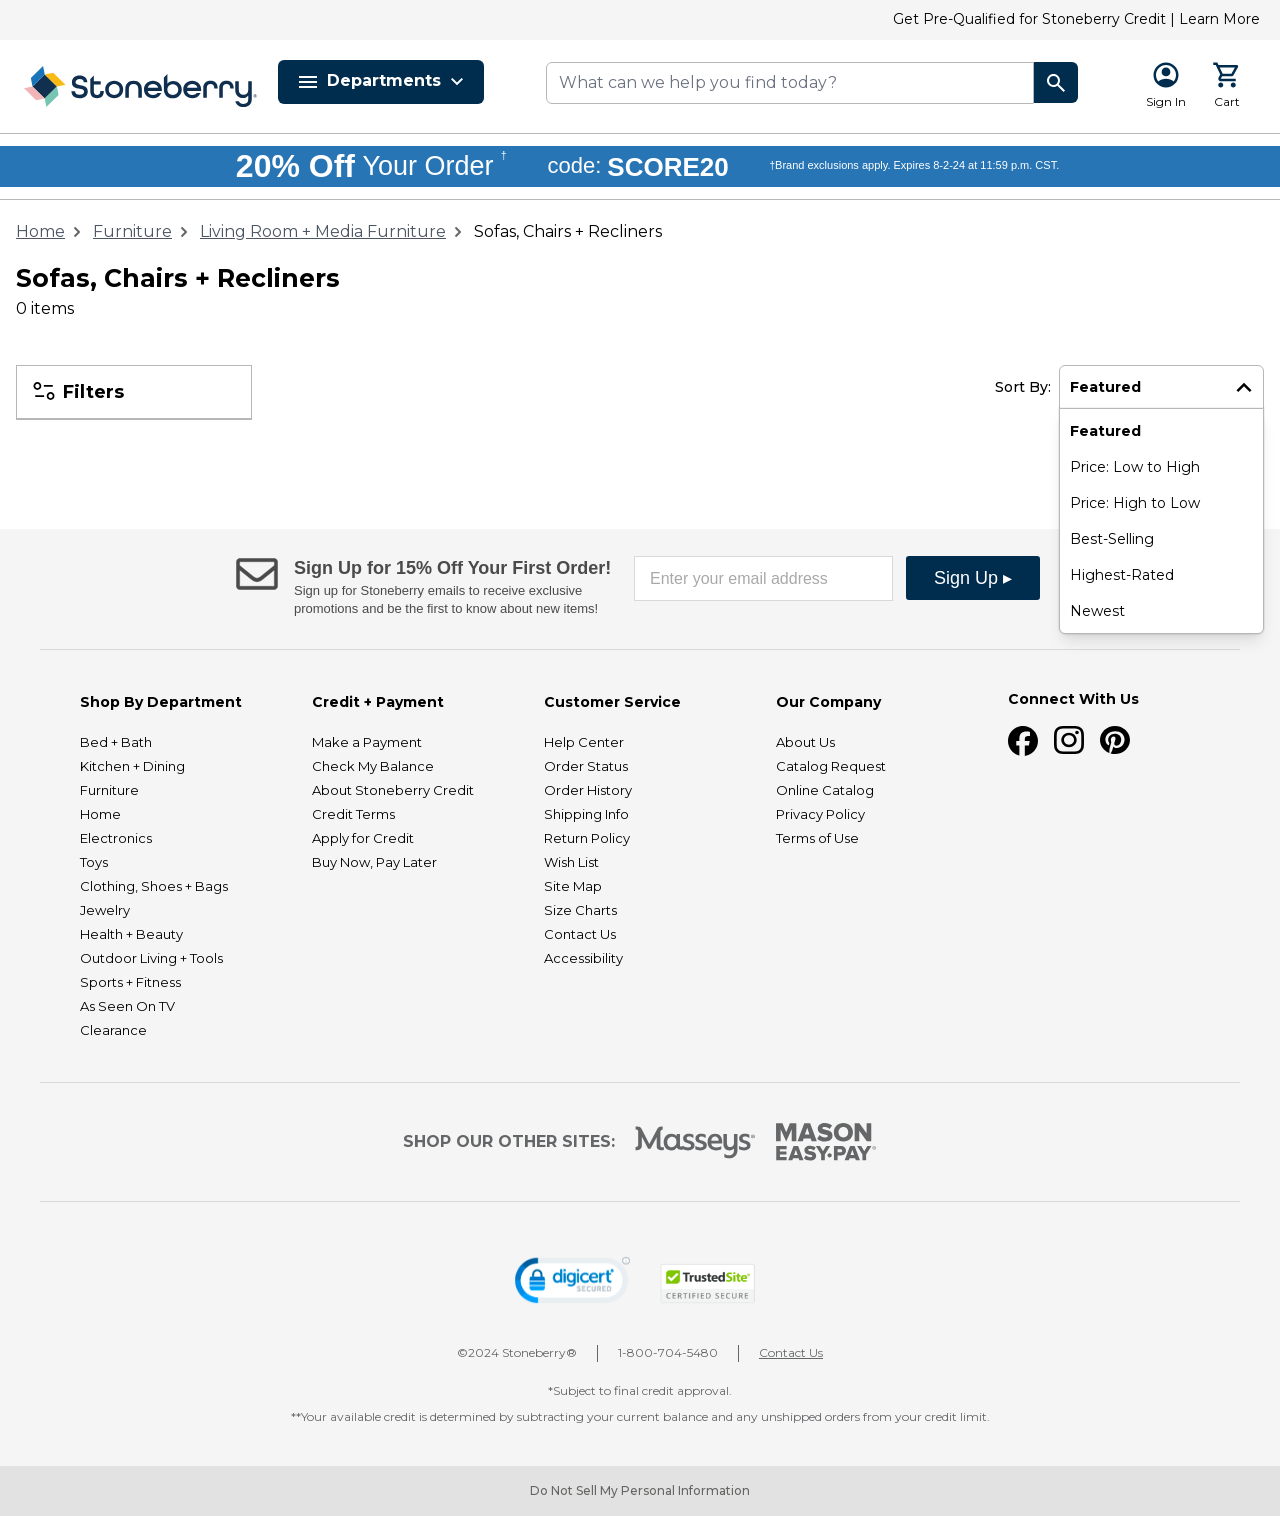 Get Pre-Qualified for Stoneberry Credit | Learn More
Stoneberry
Departments
What can we help you find today?
Sign In
Cart
20% Off Your Order † code: SCORE20 †Brand exclusions apply. Expires 8-2-24 at 11:59 p.m. CST.
Home > Furniture > Living Room + Media Furniture > Sofas, Chairs + Recliners
Sofas, Chairs + Recliners
0 items
Filters
Sort By: Featured
Featured
Price: Low to High
Price: High to Low
Best-Selling
Highest-Rated
Newest
Sign Up for 15% Off Your First Order!
Sign up for Stoneberry emails to receive exclusive
promotions and be the first to know about new items!
Enter your email address
Sign Up ▸
Shop By Department
Bed + Bath
Kitchen + Dining
Furniture
Home
Electronics
Toys
Clothing, Shoes + Bags
Jewelry
Health + Beauty
Outdoor Living + Tools
Sports + Fitness
As Seen On TV
Clearance
Credit + Payment
Make a Payment
Check My Balance
About Stoneberry Credit
Credit Terms
Apply for Credit
Buy Now, Pay Later
Customer Service
Help Center
Order Status
Order History
Shipping Info
Return Policy
Wish List
Site Map
Size Charts
Contact Us
Accessibility
Our Company
About Us
Catalog Request
Online Catalog
Privacy Policy
Terms of Use
Connect With Us
SHOP OUR OTHER SITES:
Masseys®
MASON
EASY·PAY®
digicert
SECURED
TrustedSite
CERTIFIED SECURE
©2024 Stoneberry® | 1-800-704-5480 | Contact Us
*Subject to final credit approval.
**Your available credit is determined by subtracting your current balance and any unshipped orders from your credit limit.
Do Not Sell My Personal Information